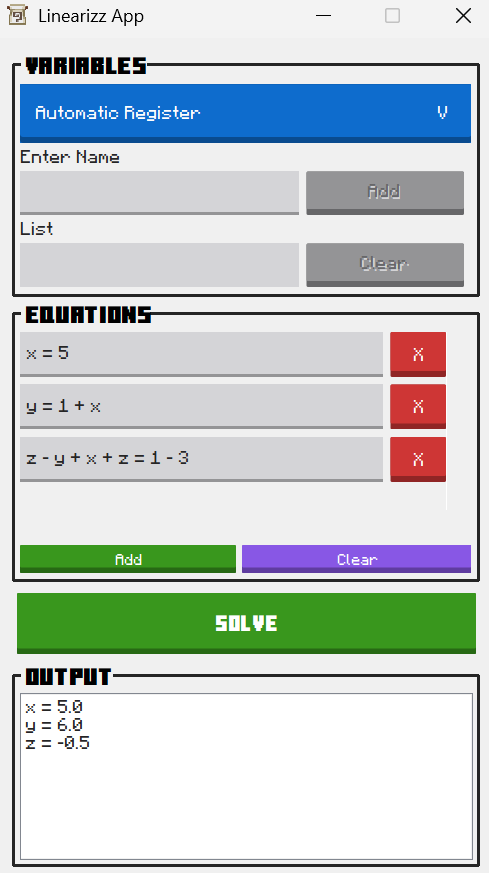 Linearizz App
VARIABLES
Automatic Register V
Enter Name
Add
List
Clear
EQUATIONS
x = 5 X
y = 1 + x X
z - y + x + z = 1 - 3 X
Add Clear
SOLVE
OUTPUT
x = 5.0
y = 6.0
z = -0.5